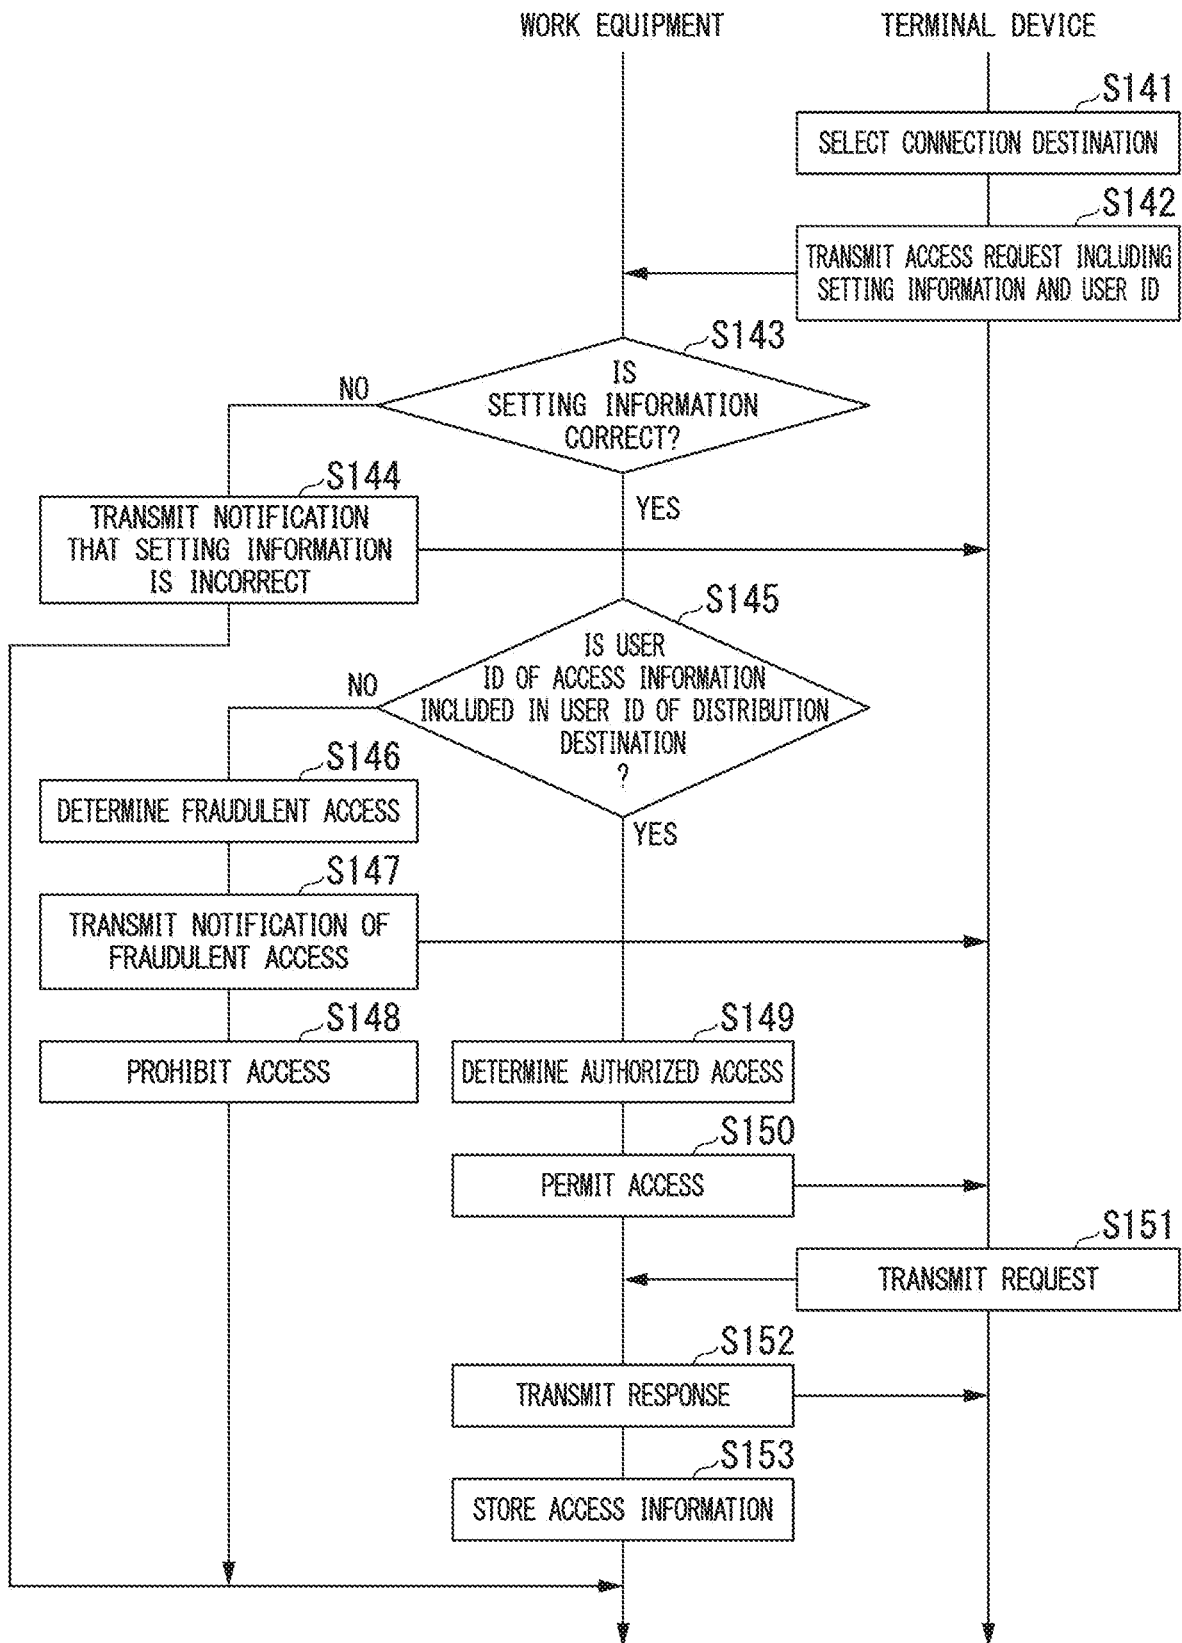 WORK EQUIPMENT
TERMINAL DEVICE
S141
SELECT CONNECTION DESTINATION
S142
TRANSMIT ACCESS REQUEST INCLUDING
SETTING INFORMATION AND USER ID
S143
IS
SETTING INFORMATION
CORRECT?
NO
YES
S144
TRANSMIT NOTIFICATION
THAT SETTING INFORMATION
IS INCORRECT
S145
IS USER
ID OF ACCESS INFORMATION
INCLUDED IN USER ID OF DISTRIBUTION
DESTINATION
?
NO
YES
S146
DETERMINE FRAUDULENT ACCESS
S147
TRANSMIT NOTIFICATION OF
FRAUDULENT ACCESS
S148
PROHIBIT ACCESS
S149
DETERMINE AUTHORIZED ACCESS
S150
PERMIT ACCESS
S151
TRANSMIT REQUEST
S152
TRANSMIT RESPONSE
S153
STORE ACCESS INFORMATION